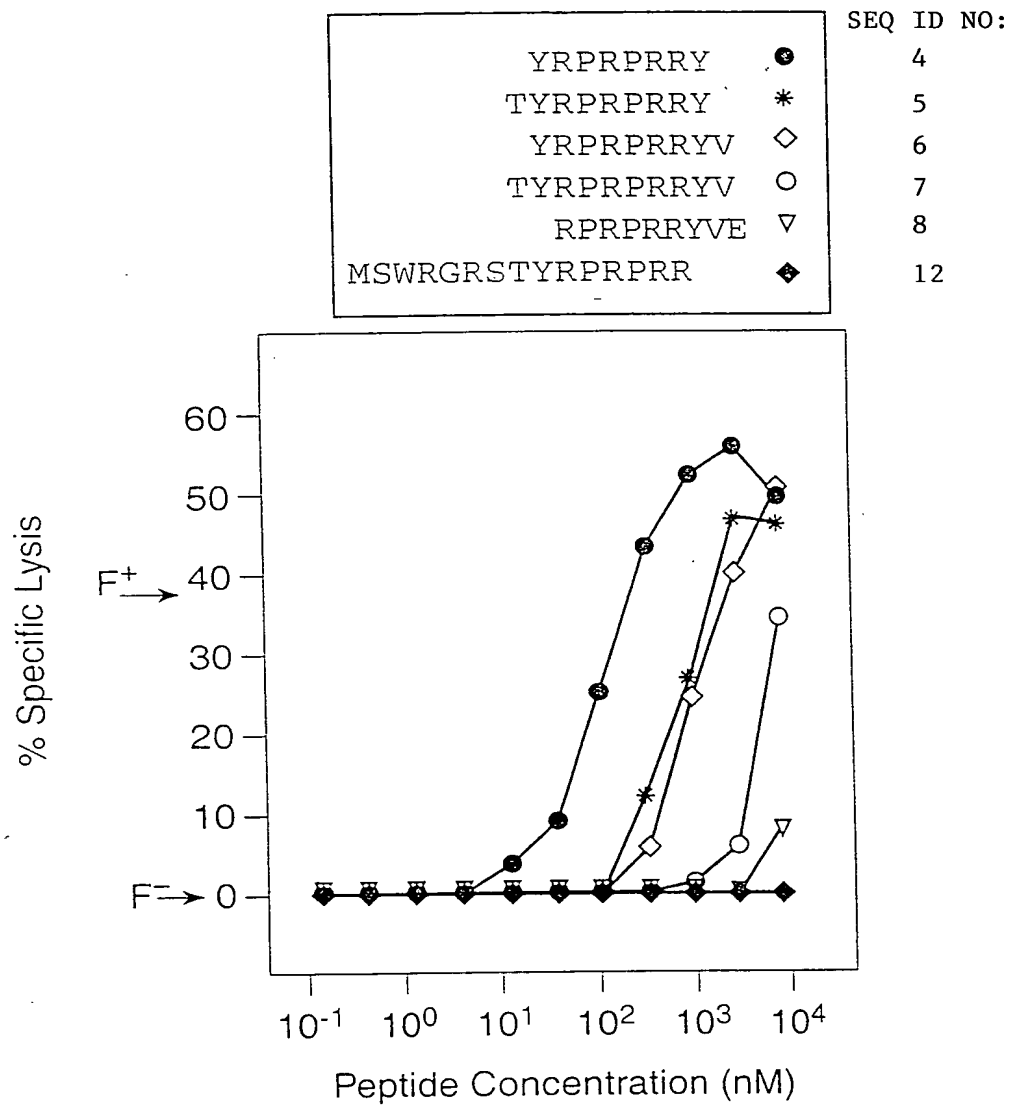 SEQ ID NO:
YRPRPRRY 4
TYRPRPRRY 5
YRPRPRRYV 6
TYRPRPRRYV 7
RPRPRRYVE 8
MSWRGRSTYRPRPRR 12
60
50
F+ 40
30
20
10
F- 0
% Specific Lysis
10-1 100 101 102 103 104
Peptide Concentration (nM)